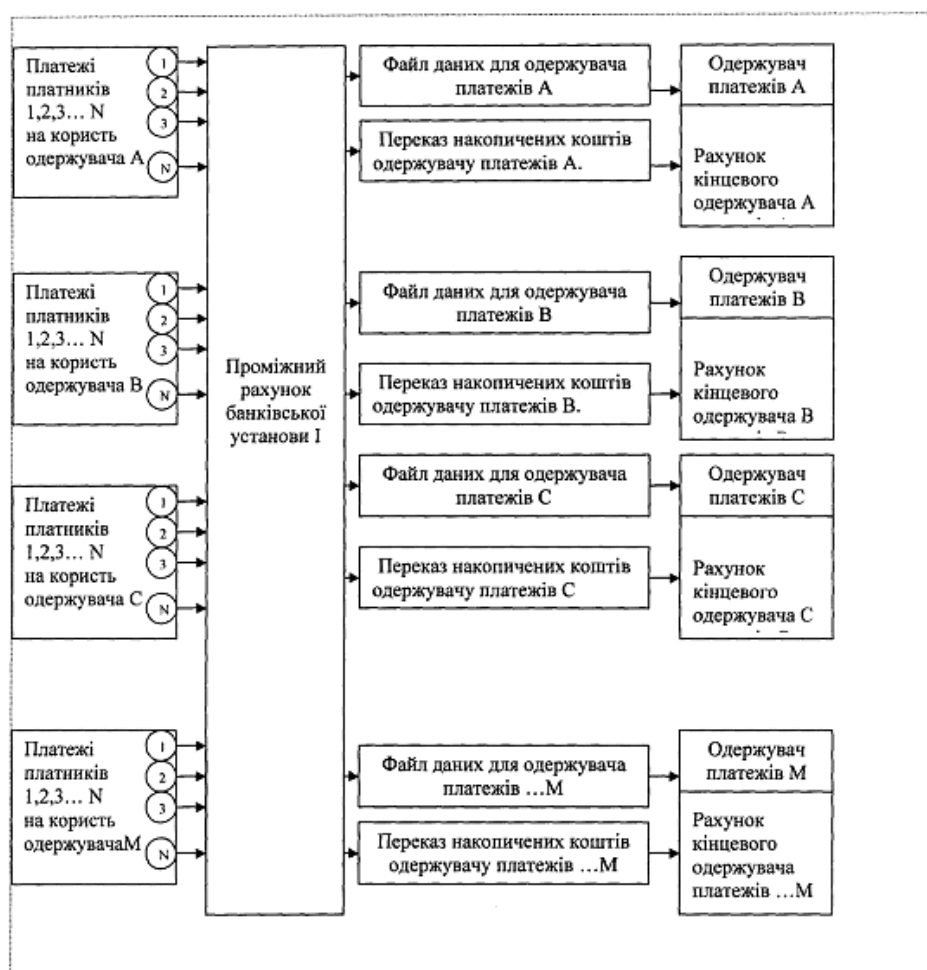 Платежі
платників
1,2,3... N
на користь
одержувача А
1
2
3
N
Файл даних для одержувача
платежів А
Переказ накопичених коштів
одержувачу платежів А.
Одержувач
платежів А
Рахунок
кінцевого
одержувача А
Платежі
платників
1,2,3... N
на користь
одержувача В
1
2
3
N
Проміжний
рахунок
банківської
установи І
Файл даних для одержувача
платежів В
Переказ накопичених коштів
одержувачу платежів В.
Одержувач
платежів В
Рахунок
кінцевого
одержувача В
Платежі
платників
1,2,3... N
на користь
одержувача С
1
2
3
N
Файл даних для одержувача
платежів С
Переказ накопичених коштів
одержувачу платежів С
Одержувач
платежів С
Рахунок
кінцевого
одержувача С
Платежі
платників
1,2,3... N
на користь
одержувачаМ
1
2
3
N
Файл даних для одержувача
платежів ...М
Переказ накопичених коштів
одержувачу платежів ...М
Одержувач
платежів М
Рахунок
кінцевого
одержувача
платежів ...М